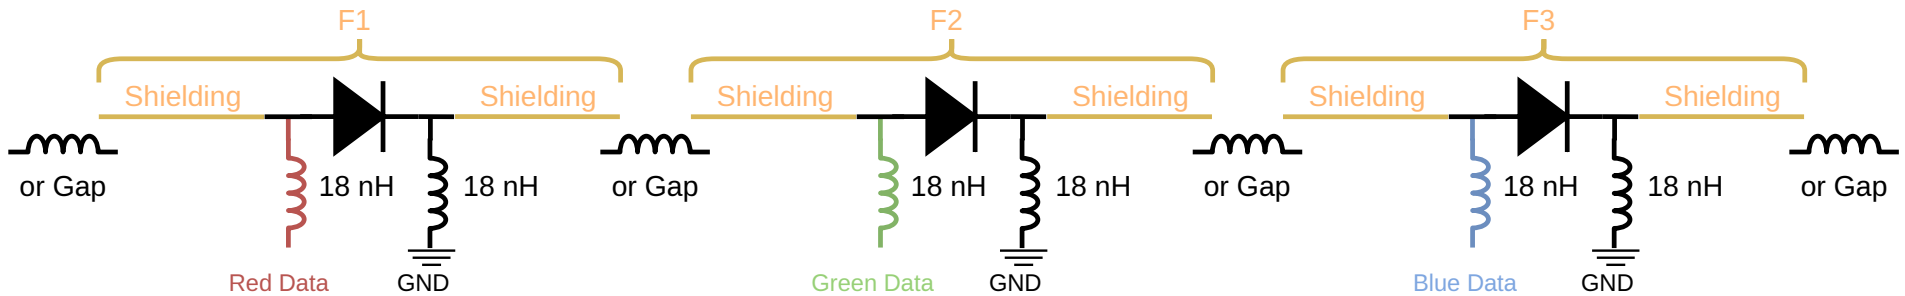 F1 F2 F3
Shielding Shielding Shielding Shielding Shielding Shielding
or Gap 18 nH 18 nH or Gap 18 nH 18 nH or Gap 18 nH 18 nH or Gap
Red Data GND Green Data GND Blue Data GND